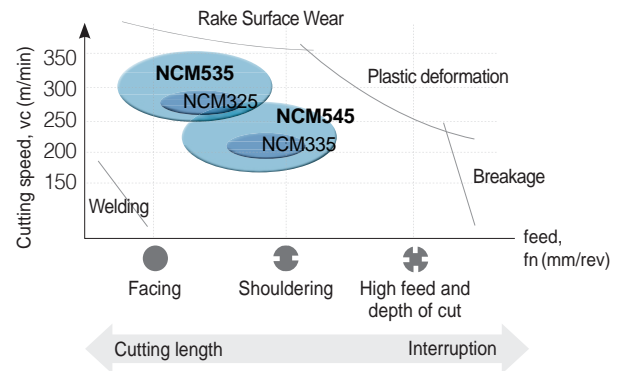 Rake Surface Wear
Cutting speed, vc (m/min)
350
300
250
200
150
NCM535
NCM325
NCM545
NCM335
Plastic deformation
Breakage
Welding
feed,
fn (mm/rev)
Facing
Shouldering
High feed and
depth of cut
Cutting length
Interruption